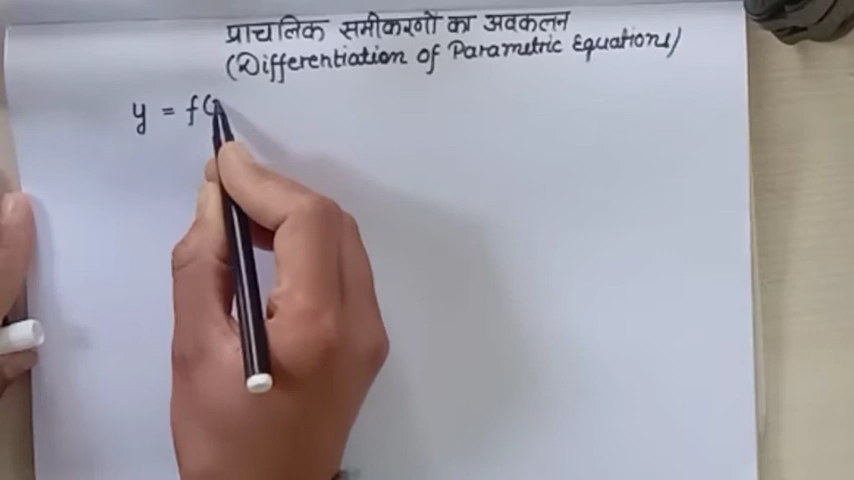 प्राचलिक समीकरणों का अवकलन
(Differentiation of Parametric Equations)
y = f(